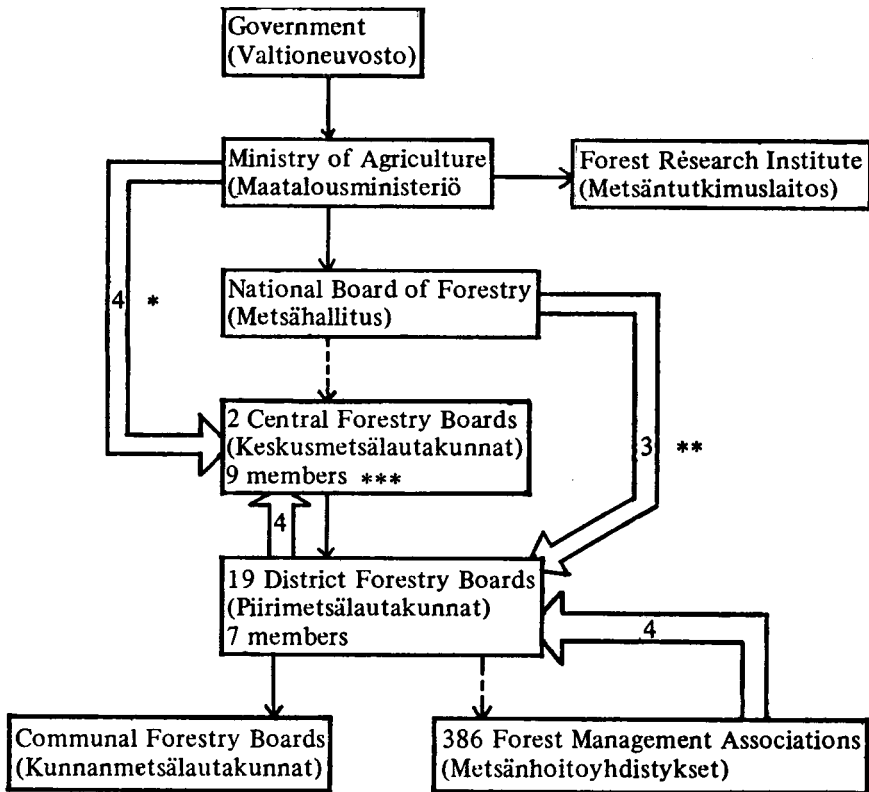 Government
(Valtioneuvosto)
Ministry of Agriculture
(Maatalousministeriö
Forest Research Institute
(Metsäntutkimuslaitos)
4 *
National Board of Forestry
(Metsähallitus)
3 **
2 Central Forestry Boards
(Keskusmetsälautakunnat)
9 members ***
4
19 District Forestry Boards
(Piirimetsälautakunnat)
7 members
4
Communal Forestry Boards
(Kunnanmetsälautakunnat)
386 Forest Management Associations
(Metsänhoitoyhdistykset)